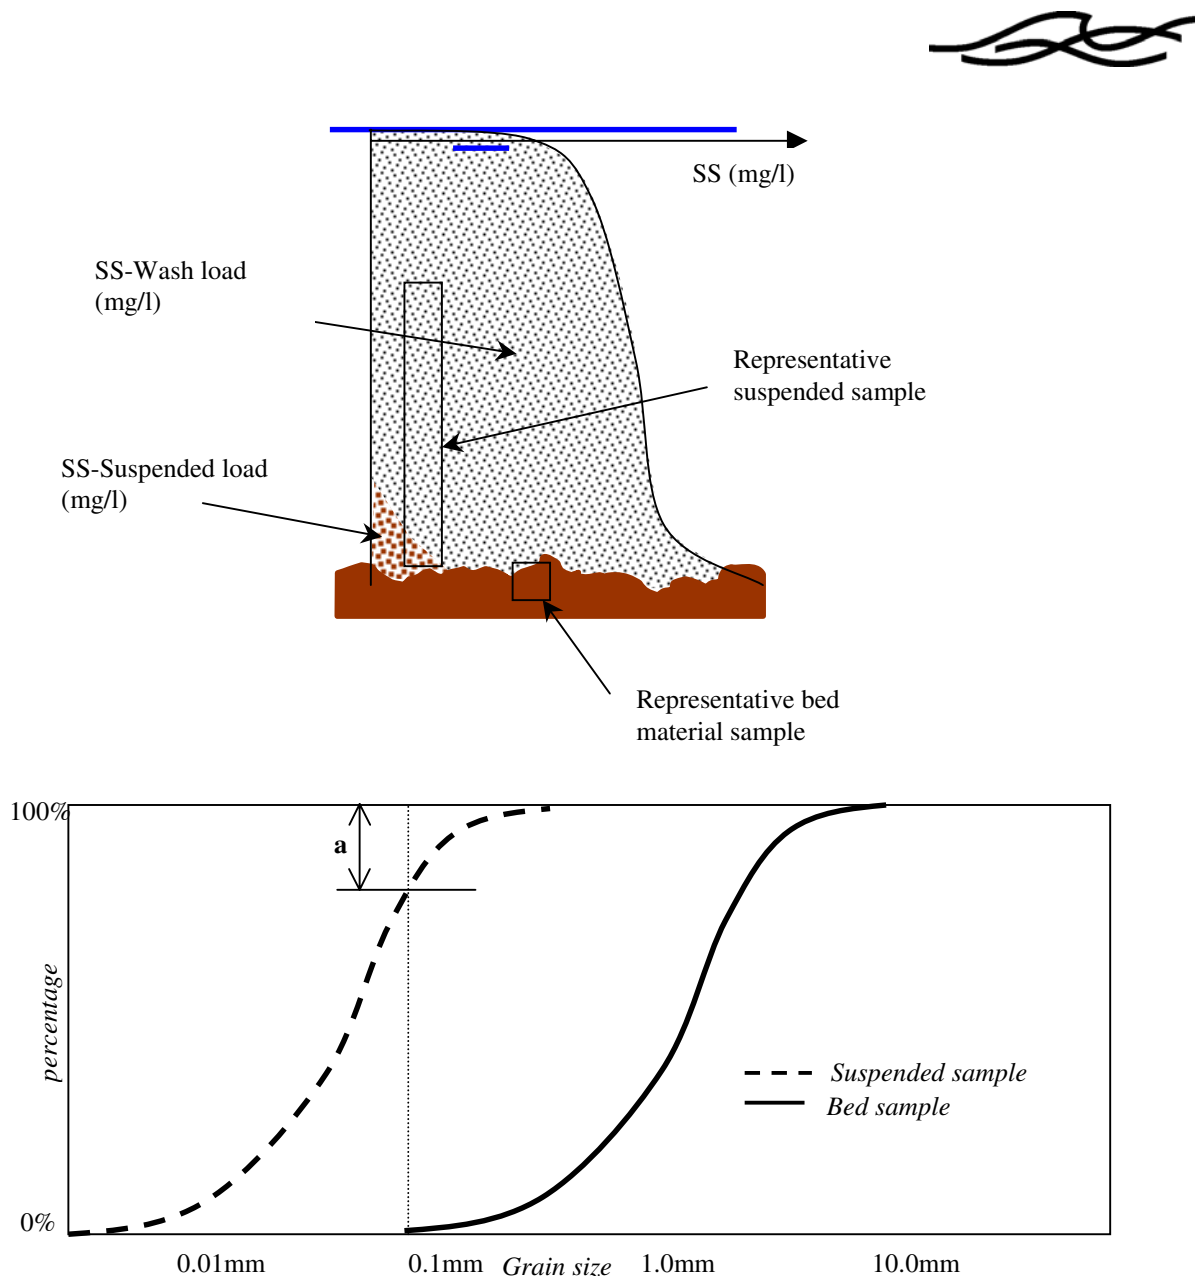 SS (mg/l)
SS-Wash load
(mg/l)
Representative
suspended sample
SS-Suspended load
(mg/l)
Representative bed
material sample
100%
a
percentage
Suspended sample
Bed sample
0%
0.01mm 0.1mm Grain size 1.0mm 10.0mm